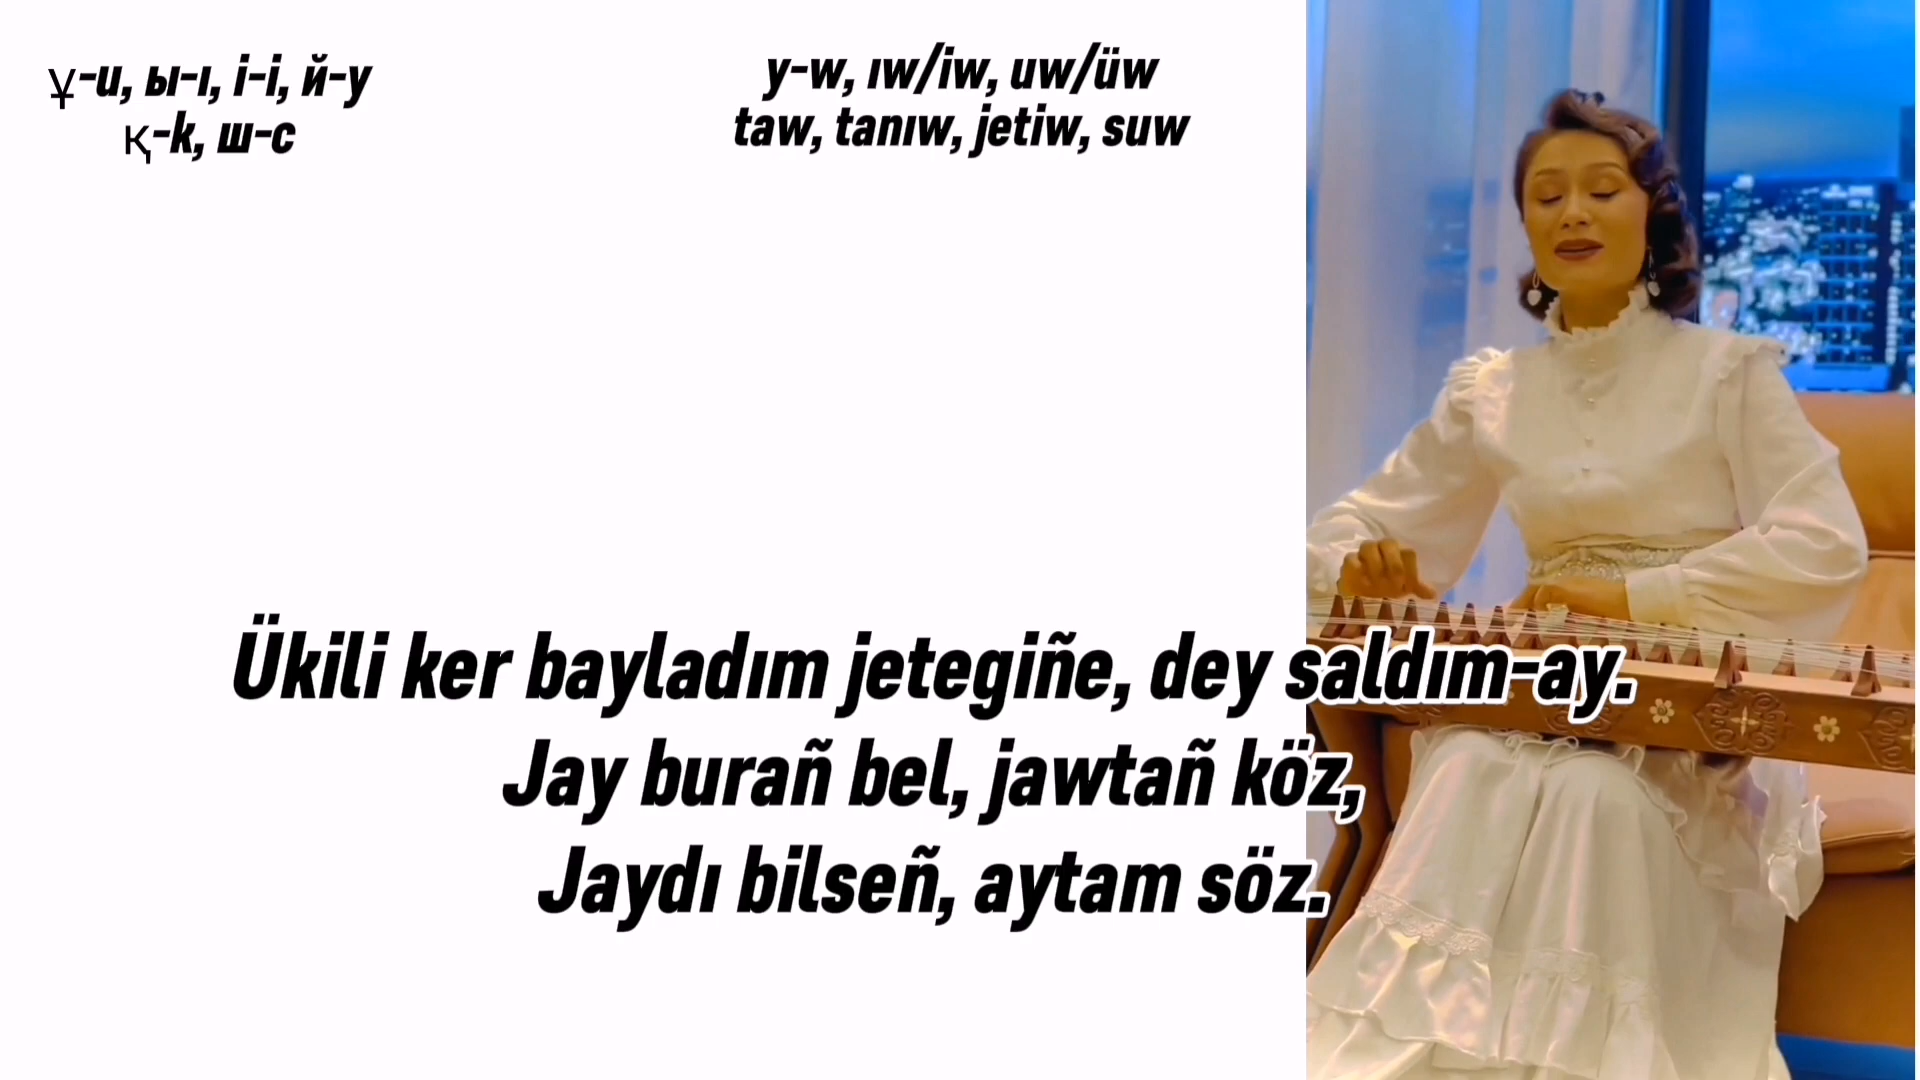 ұ-u, ы-ı, і-i, й-y
қ-k, ш-c
у-w, ıw/iw, uw/üw
taw, tanıw, jetiw, suw
Ükili ker bayladım jetegiñe, dey saldım-ay.
Jay burañ bel, jawtañ köz,
Jaydı bilseñ, aytam söz.